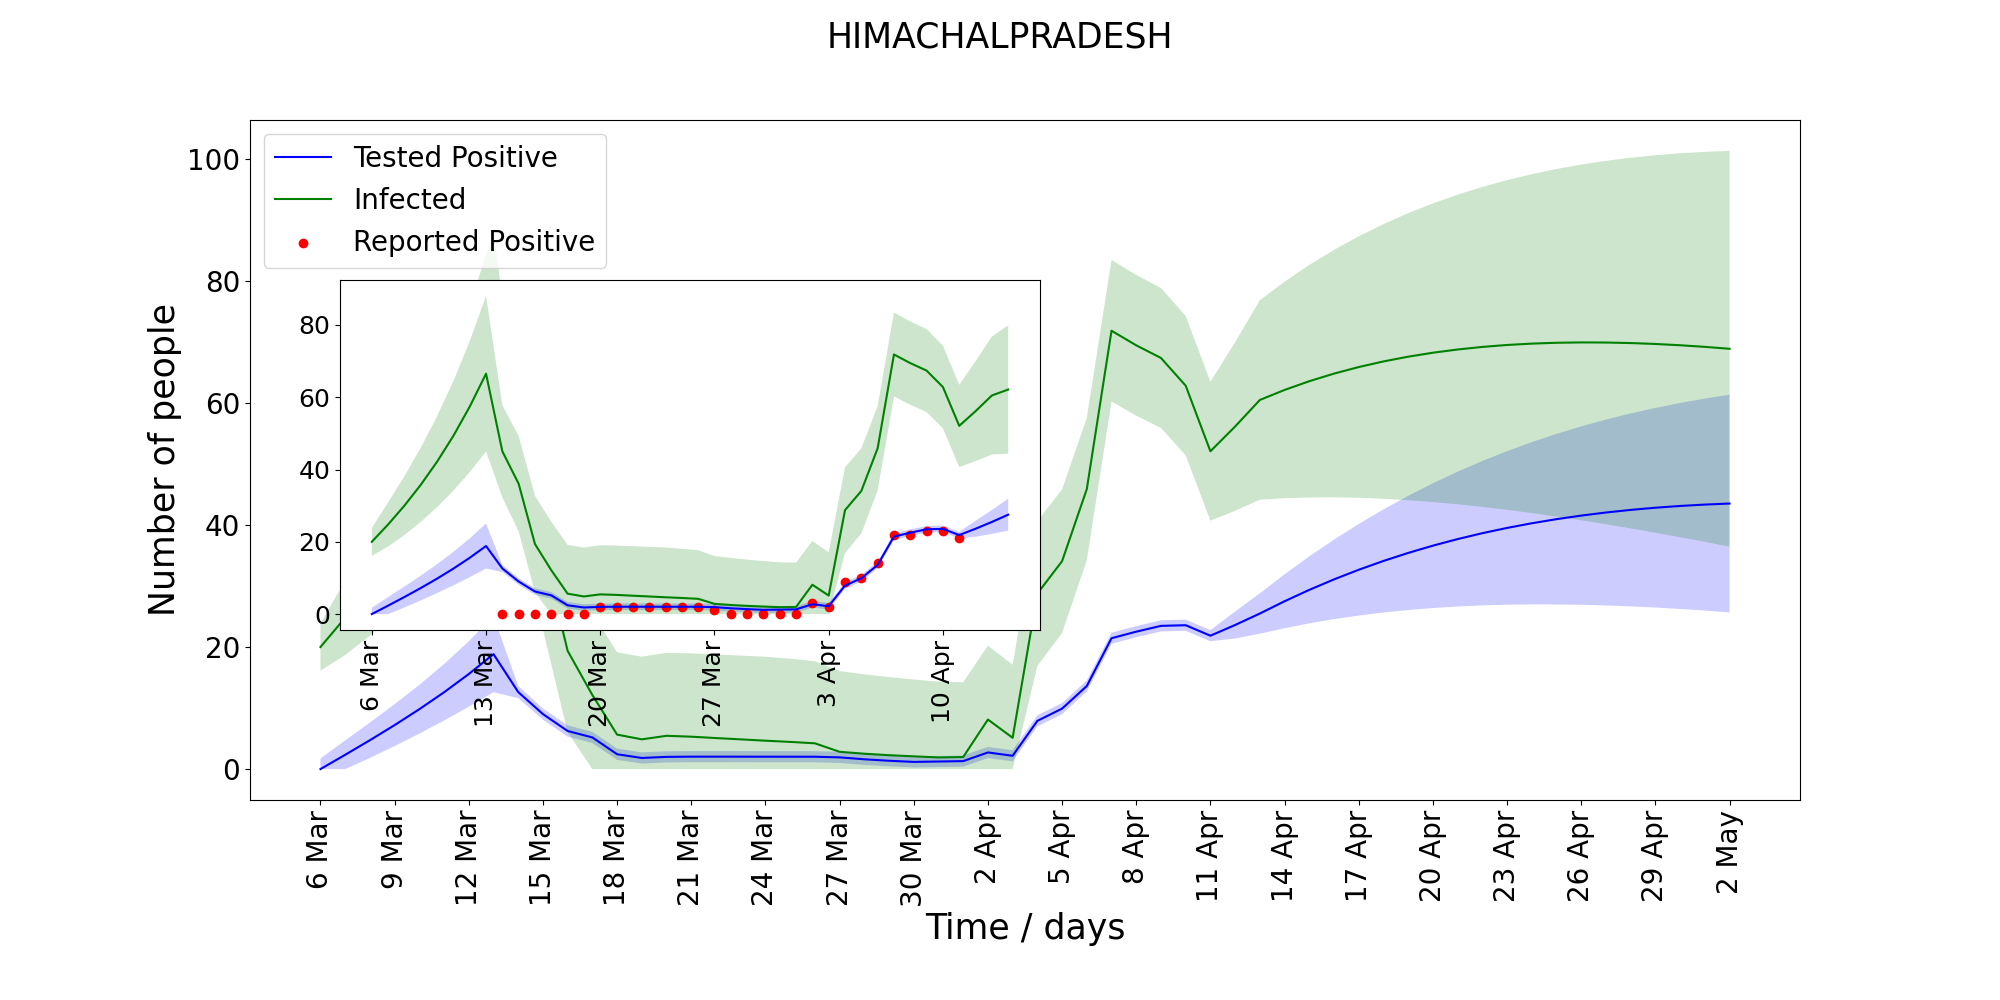 HIMACHALPRADESH
Tested Positive
Infected
Reported Positive
Number of people
100
80
60
40
20
0
80
60
40
20
0
6 Mar
13 Mar
20 Mar
27 Mar
3 Apr
10 Apr
6 Mar
9 Mar
12 Mar
15 Mar
18 Mar
21 Mar
24 Mar
27 Mar
30 Mar
2 Apr
5 Apr
8 Apr
11 Apr
14 Apr
17 Apr
20 Apr
23 Apr
26 Apr
29 Apr
2 May
Time / days